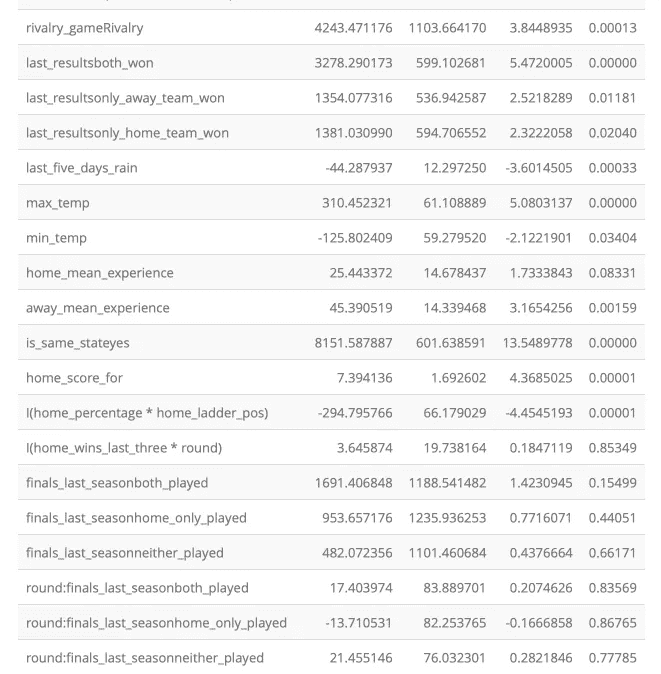 rivalry_gameRivalry 4243.471176 1103.664170 3.8448935 0.00013
last_resultsboth_won 3278.290173 599.102681 5.4720005 0.00000
last_resultsonly_away_team_won 1354.077316 536.942587 2.5218289 0.01181
last_resultsonly_home_team_won 1381.030990 594.706552 2.3222058 0.02040
last_five_days_rain -44.287937 12.297250 -3.6014505 0.00033
max_temp 310.452321 61.108889 5.0803137 0.00000
min_temp -125.802409 59.279520 -2.1221901 0.03404
home_mean_experience 25.443372 14.678437 1.7333843 0.08331
away_mean_experience 45.390519 14.339468 3.1654256 0.00159
is_same_stateyes 8151.587887 601.638591 13.5489778 0.00000
home_score_for 7.394136 1.692602 4.3685025 0.00001
I(home_percentage * home_ladder_pos) -294.795766 66.179029 -4.4545193 0.00001
I(home_wins_last_three * round) 3.645874 19.738164 0.1847119 0.85349
finals_last_seasonboth_played 1691.406848 1188.541482 1.4230945 0.15499
finals_last_seasonhome_only_played 953.657176 1235.936253 0.7716071 0.44051
finals_last_seasonneither_played 482.072356 1101.460684 0.4376664 0.66171
round:finals_last_seasonboth_played 17.403974 83.889701 0.2074626 0.83569
round:finals_last_seasonhome_only_played -13.710531 82.253765 -0.1666858 0.86765
round:finals_last_seasonneither_played 21.455146 76.032301 0.2821846 0.77785